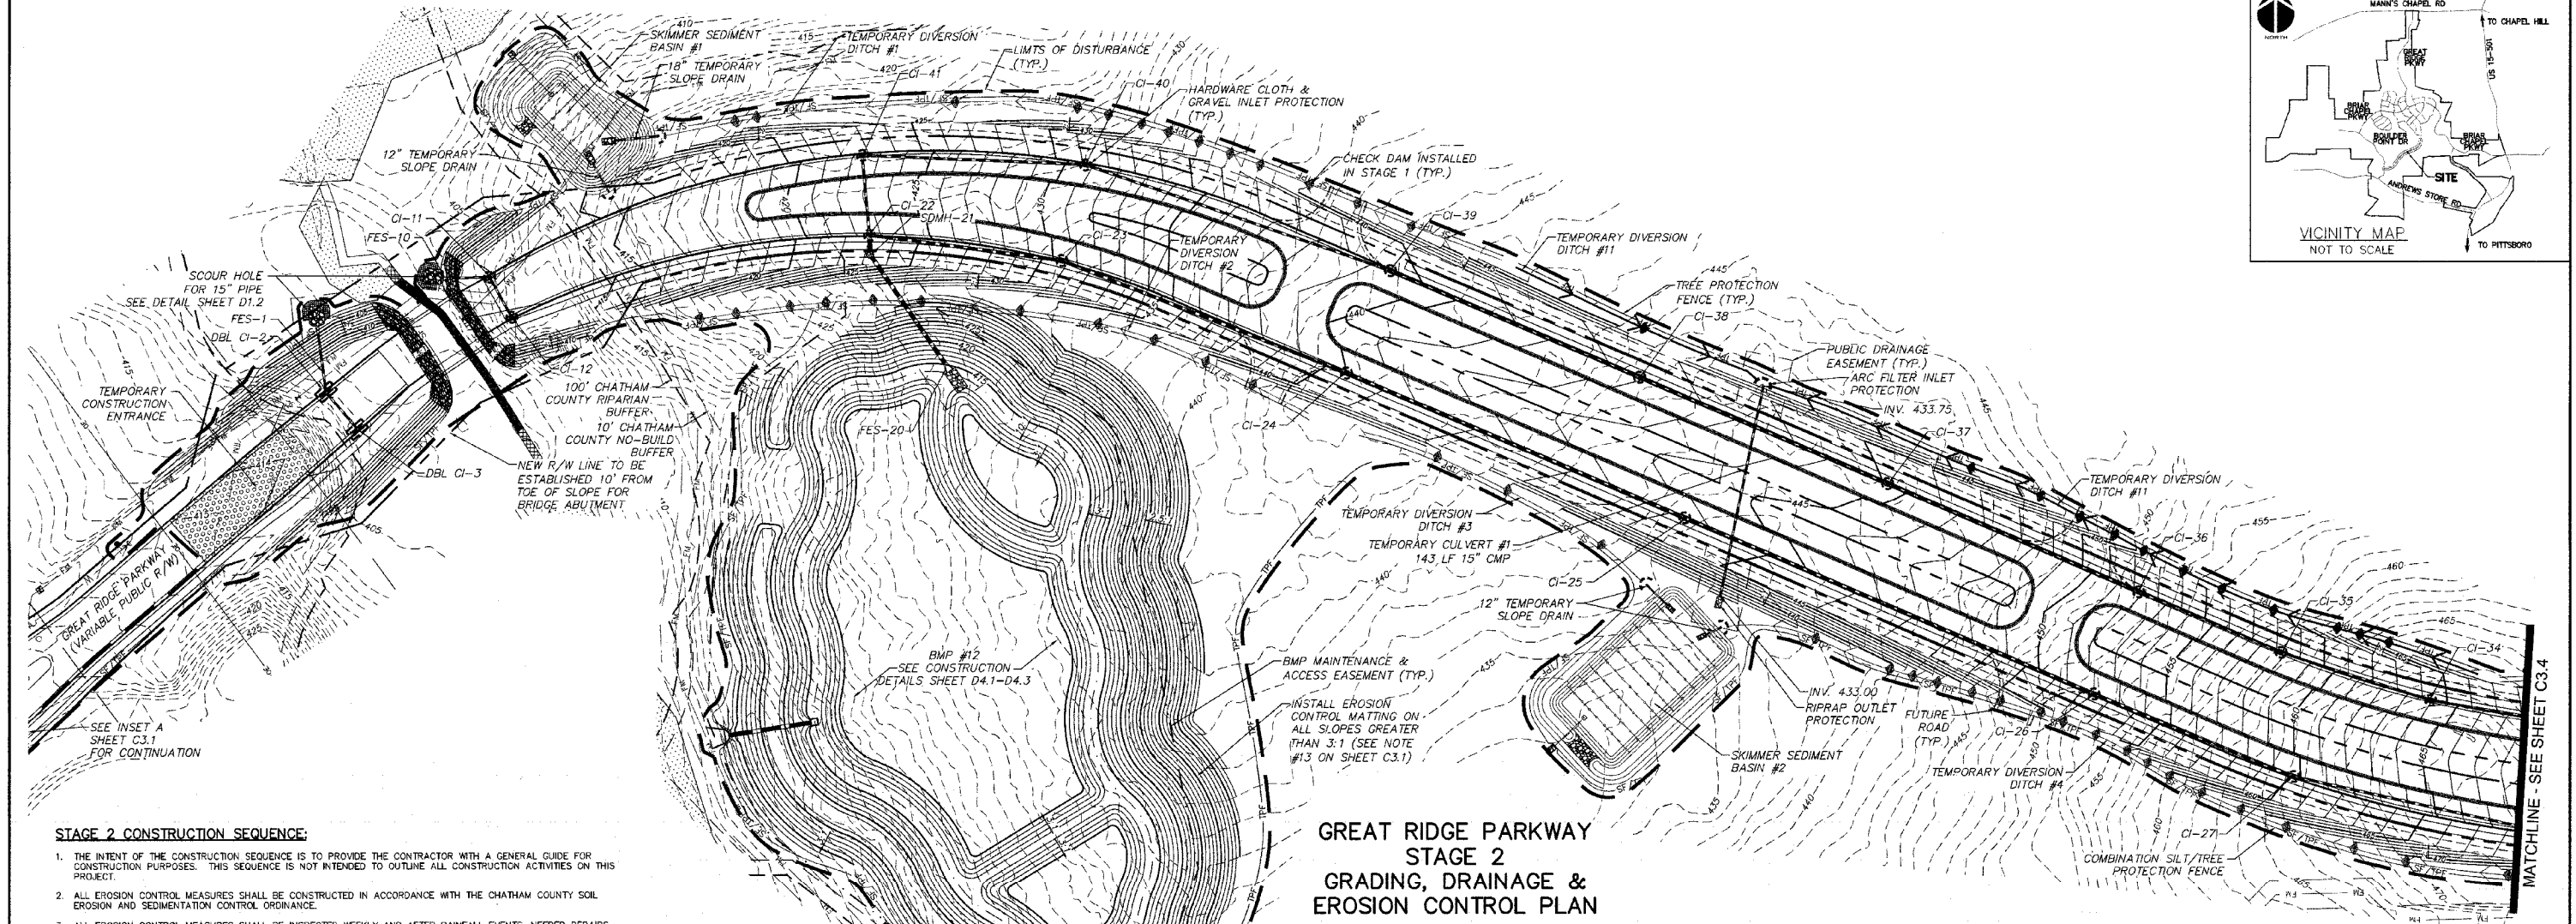 SKIMMER SEDIMENT
BASIN #1
18" TEMPORARY
SLOPE DRAIN
TEMPORARY DIVERSION
DITCH #1
CI-41
LIMTS OF DISTURBANCE
(TYP.)
CI-40
HARDWARE CLOTH &
GRAVEL INLET PROTECTION
(TYP.)
CHECK DAM INSTALLED
IN STAGE 1 (TYP.)
CI-39
TEMPORARY DIVERSION
DITCH #11
TREE PROTECTION
FENCE (TYP.)
CI-38
PUBLIC DRAINAGE
EASEMENT (TYP.)
ARC FILTER INLET
PROTECTION
INV. 433.75
CI-37
TEMPORARY DIVERSION
DITCH #11
CI-36
CI-35
CI-34
12" TEMPORARY
SLOPE DRAIN
CI-11
FES-10
SCOUR HOLE
FOR 15" PIPE
SEE DETAIL SHEET D1.2
FES-1
DBL CI-2
TEMPORARY
CONSTRUCTION
ENTRANCE
CI-22
SDMH-21
CI-23
TEMPORARY
DIVERSION
DITCH #2
CI-12
100' CHATHAM
COUNTY RIPARIAN
BUFFER
10' CHATHAM
COUNTY NO-BUILD
BUFFER
DBL CI-3
NEW R/W LINE TO BE
ESTABLISHED 10' FROM
TOE OF SLOPE FOR
BRIDGE ABUTMENT
FES-20
CI-24
GREAT RIDGE PARKWAY
(VARIABLE PUBLIC R/W)
SEE INSET A
SHEET C3.1
FOR CONTINUATION
BMP #12
SEE CONSTRUCTION
DETAILS SHEET D4.1-D4.3
TEMPORARY DIVERSION
DITCH #3
TEMPORARY CULVERT #1
143 LF 15" CMP
CI-25
12" TEMPORARY
SLOPE DRAIN
BMP MAINTENANCE &
ACCESS EASEMENT (TYP.)
INSTALL EROSION
CONTROL MATTING ON
ALL SLOPES GREATER
THAN 3:1 (SEE NOTE
#13 ON SHEET C3.1)
INV. 433.00
RIPRAP OUTLET
PROTECTION
SKIMMER SEDIMENT
BASIN #2
FUTURE
ROAD
(TYP.)
CI-26
TEMPORARY DIVERSION
DITCH #4
CI-27
COMBINATION SILT/TREE
PROTECTION FENCE
MATCHLINE - SEE SHEET C3.4
NORTH
MANN'S CHAPEL RD
TO CHAPEL HILL
US 15-501
GREAT
RIDGE
PKWY
BRIAR
CHAPEL
PKWY
BOULDER
POINT DR
BRIAR
CHAPEL
PKWY
SITE
ANDREWS STORE RD
TO PITTSBORO
VICINITY MAP
NOT TO SCALE
STAGE 2 CONSTRUCTION SEQUENCE:
1. THE INTENT OF THE CONSTRUCTION SEQUENCE IS TO PROVIDE THE CONTRACTOR WITH A GENERAL GUIDE FOR
CONSTRUCTION PURPOSES. THIS SEQUENCE IS NOT INTENDED TO OUTLINE ALL CONSTRUCTION ACTIVITIES ON THIS
PROJECT.
2. ALL EROSION CONTROL MEASURES SHALL BE CONSTRUCTED IN ACCORDANCE WITH THE CHATHAM COUNTY SOIL
EROSION AND SEDIMENTATION CONTROL ORDINANCE.
GREAT RIDGE PARKWAY
STAGE 2
GRADING, DRAINAGE &
EROSION CONTROL PLAN